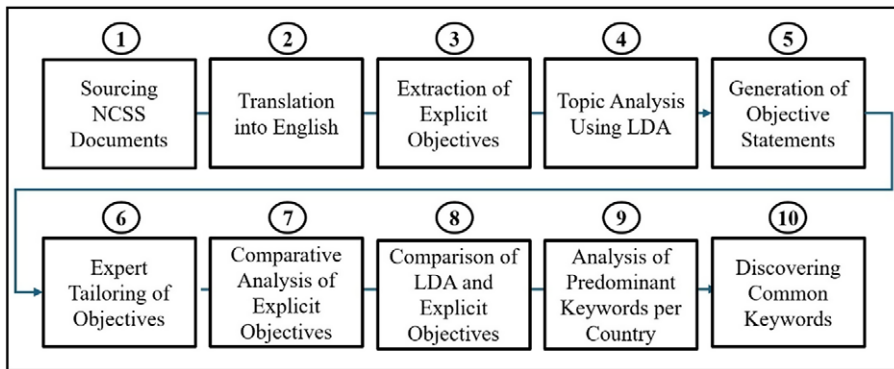 1
Sourcing
NCSS
Documents
2
Translation
into English
3
Extraction of
Explicit
Objectives
4
Topic Analysis
Using LDA
5
Generation of
Objective
Statements
6
Expert
Tailoring of
Objectives
7
Comparative
Analysis of
Explicit
Objectives
8
Comparison of
LDA and
Explicit
Objectives
9
Analysis of
Predominant
Keywords per
Country
10
Discovering
Common
Keywords